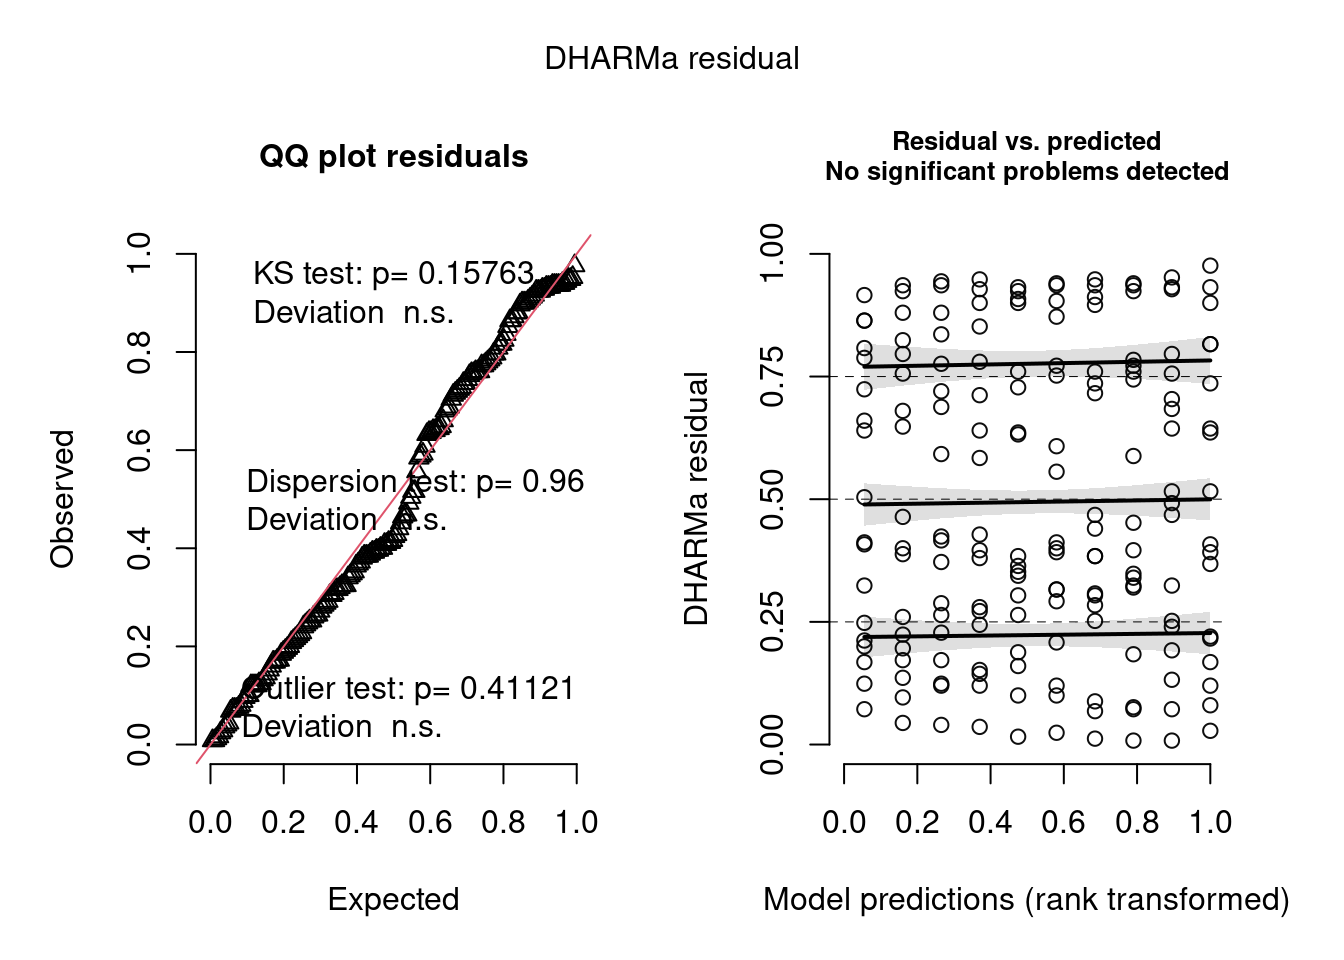 DHARMa residual
QQ plot residuals
KS test: p= 0.15763
Deviation n.s.
Dispersion test: p= 0.96
Deviation n.s.
utlier test: p= 0.41121
Deviation n.s.
Observed
0.0 0.2 0.4 0.6 0.8 1.0
0.0 0.2 0.4 0.6 0.8 1.0
Expected
Residual vs. predicted
No significant problems detected
DHARMa residual
0.00 0.25 0.50 0.75 1.00
0.0 0.2 0.4 0.6 0.8 1.0
Model predictions (rank transformed)